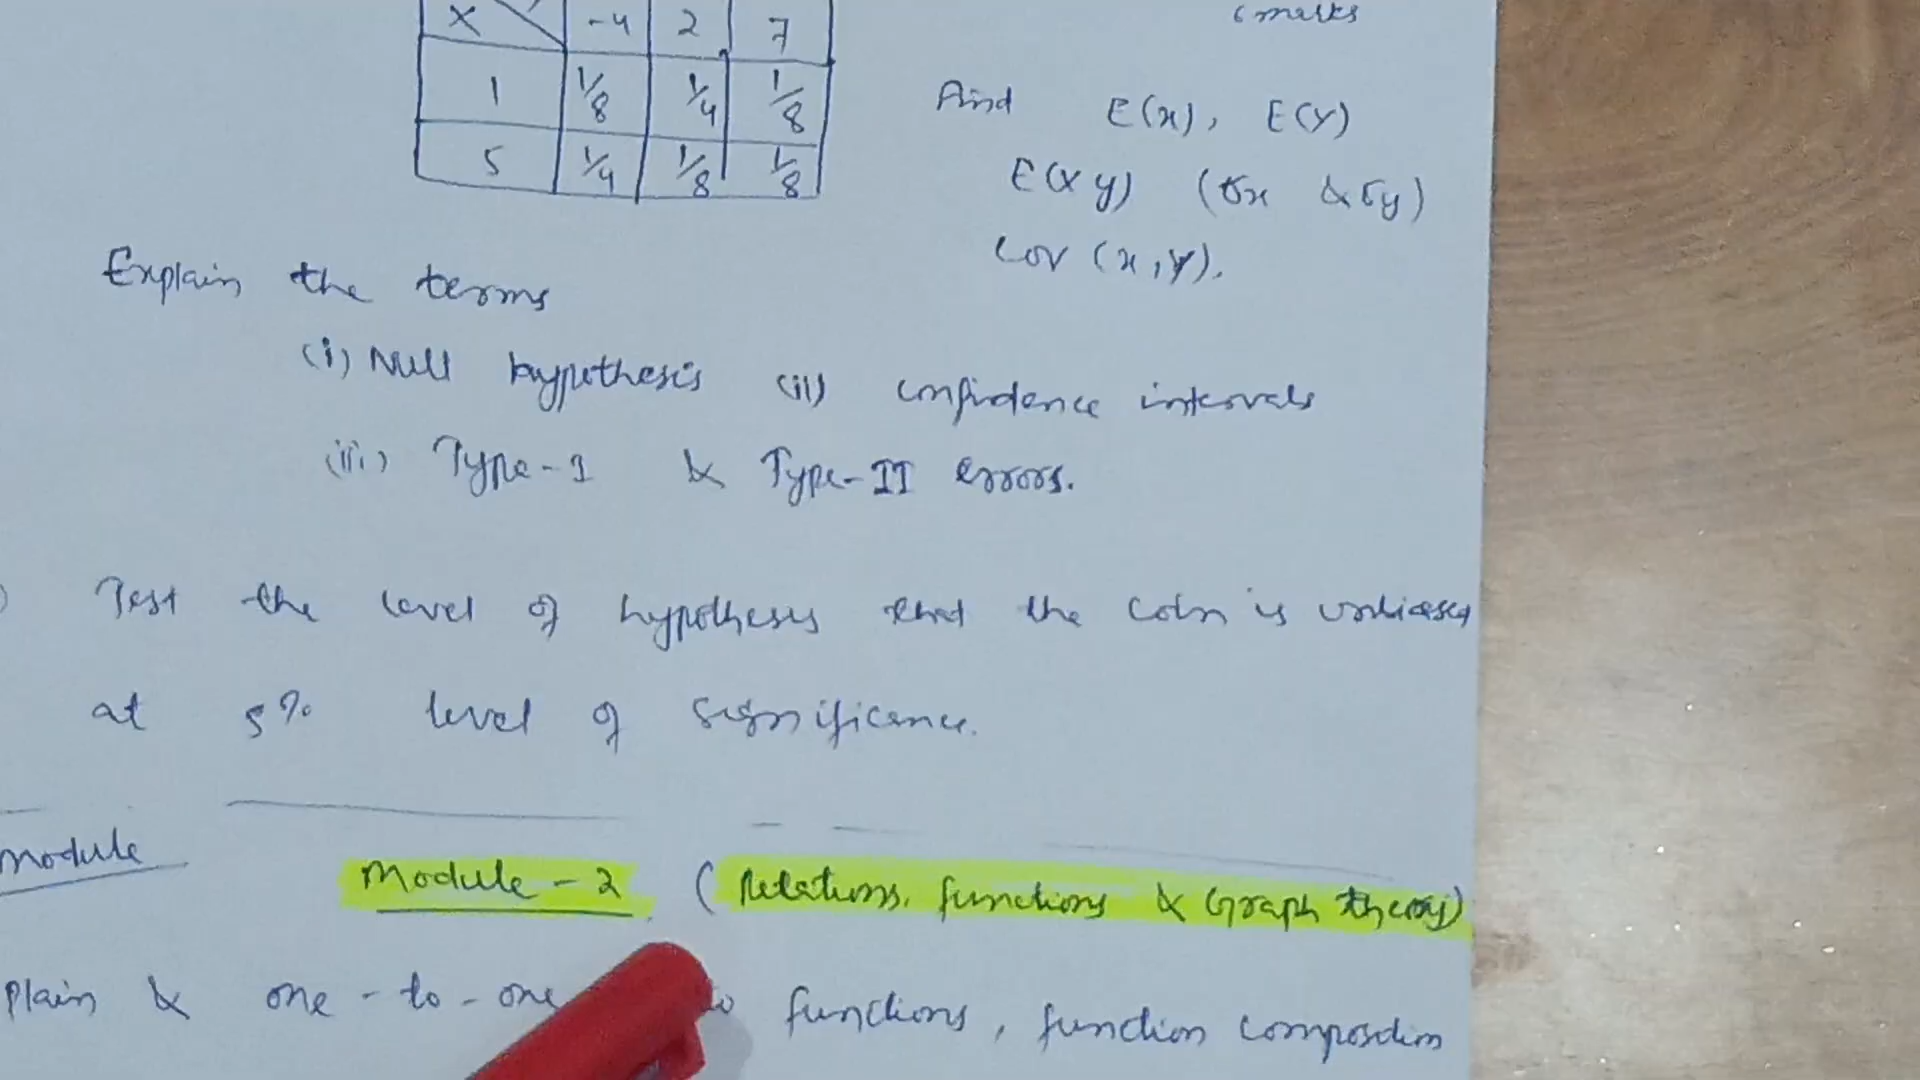 X -4 2 7
1 1/8 1/4 1/8
5 1/4 1/8 1/8
marks
Find E(x), E(Y)
E(XY) (σx & σy)
Cov (x,Y).
Explain the terms
(i) Null hypothesis (ii) confidence intervals
(iii) Type-I & Type-II errors.
Test the level of hypothesis that the coin is unbiased
at 5% level of significance.
module
Module - 2 (Relations, functions & Graph theory)
plain & one-to-one functions, function composition